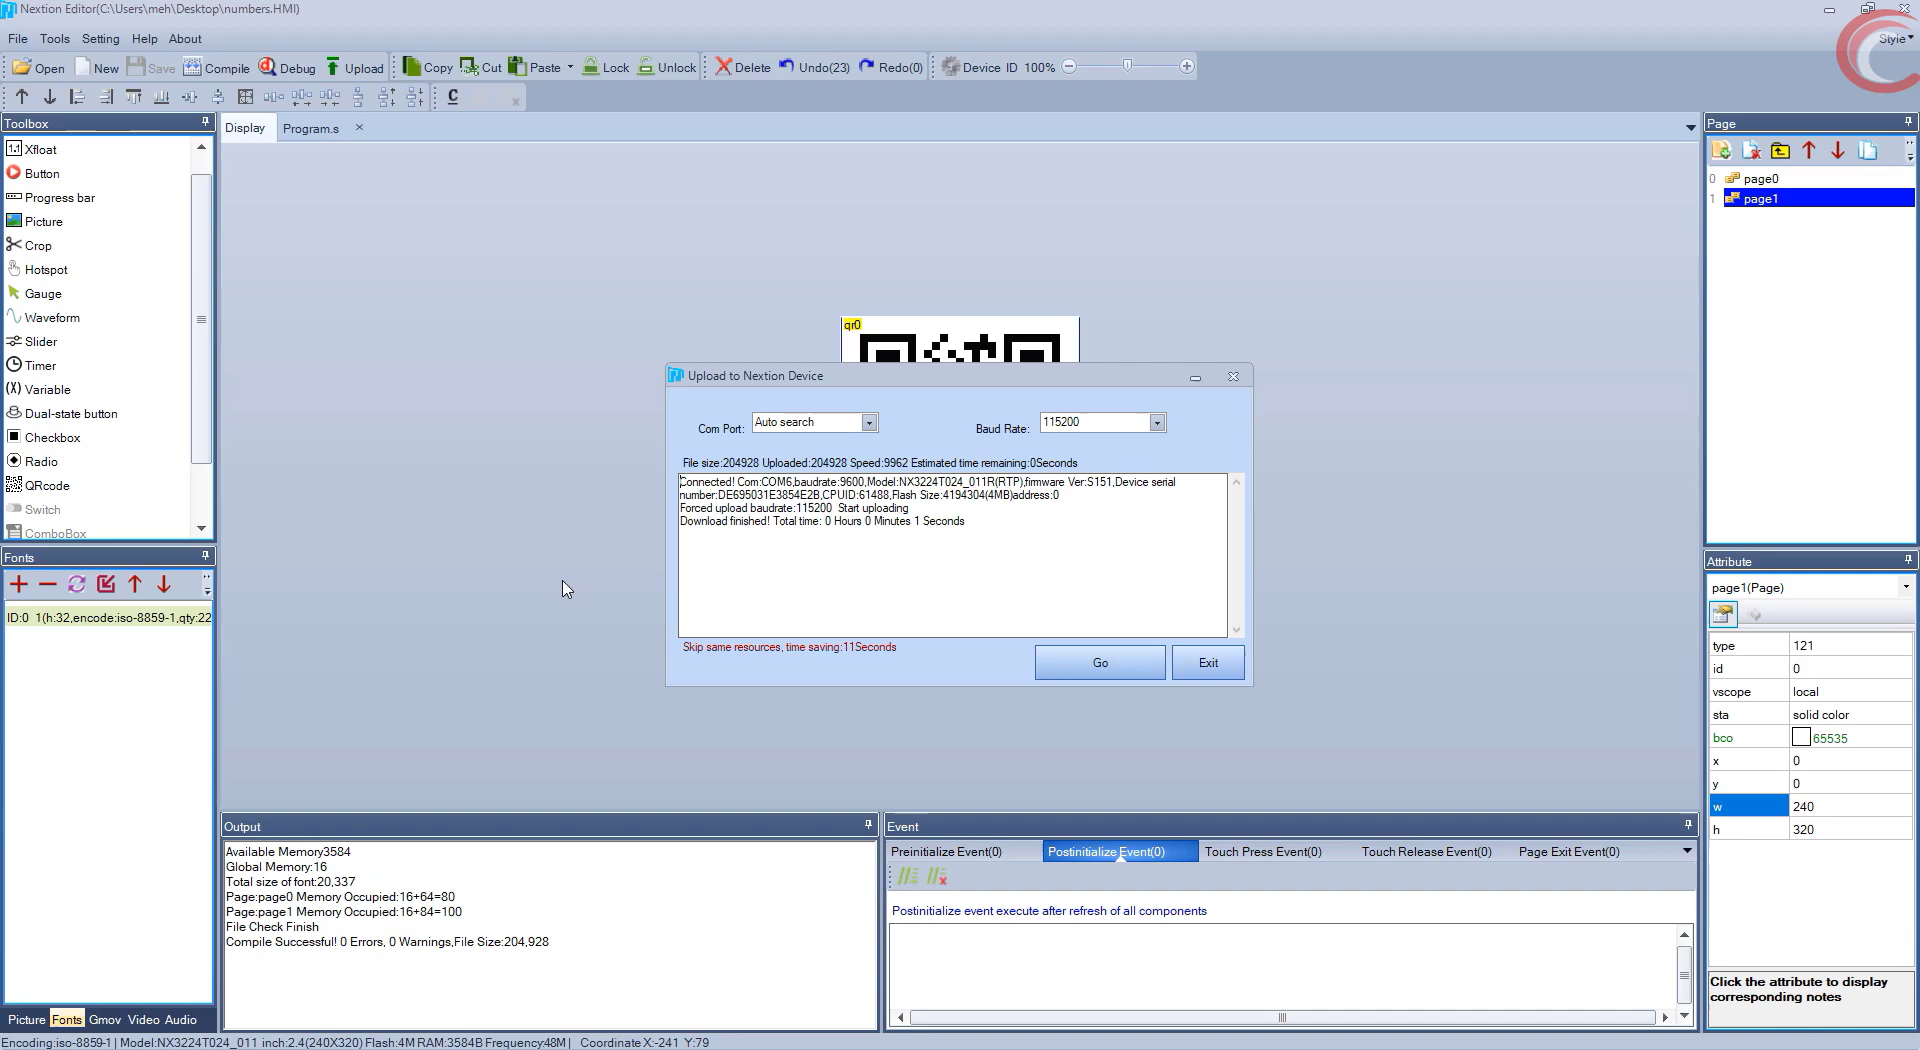 Nextion Editor(C:\Users\meh\Desktop\numbers.HMI)
File Tools Setting Help About
Style
Open New Save Compile Debug Upload Copy Cut Paste Lock Unlock Delete Undo(23) Redo(0) Device ID 100%
Toolbox
Xfloat
Button
Progress bar
Picture
Crop
Hotspot
Gauge
Waveform
Slider
Timer
(X) Variable
Dual-state button
Checkbox
Radio
QRcode
Switch
ComboBox
Fonts
ID:0 1(h:32,encode:iso-8859-1,qty:22
Picture Fonts Gmov Video Audio
Display Program.s
qr0
Upload to Nextion Device
Com Port: Auto search Baud Rate: 115200
File size:204928 Uploaded:204928 Speed:9962 Estimated time remaining:0Seconds
Connected! Com:COM6,baudrate:9600,Model:NX3224T024_011R(RTP),firmware Ver:S151,Device serial
number:DE695031E3854E2B,CPUID:61488,Flash Size:4194304(4MB)address:0
Forced upload baudrate:115200 Start uploading
Download finished! Total time: 0 Hours 0 Minutes 1 Seconds
Skip same resources, time saving:11Seconds
Go Exit
Output
Available Memory3584
Global Memory:16
Total size of font:20,337
Page:page0 Memory Occupied:16+64=80
Page:page1 Memory Occupied:16+84=100
File Check Finish
Compile Successful! 0 Errors, 0 Warnings,File Size:204,928
Event
Preinitialize Event(0) Postinitialize Event(0) Touch Press Event(0) Touch Release Event(0) Page Exit Event(0)
Postinitialize event execute after refresh of all components
Page
0 page0
1 page1
Attribute
page1(Page)
type 121
id 0
vscope local
sta solid color
bco 65535
x 0
y 0
w 240
h 320
Click the attribute to display
corresponding notes
Encoding:iso-8859-1 | Model:NX3224T024_011 inch:2.4(240X320) Flash:4M RAM:3584B Frequency:48M | Coordinate X:-241 Y:79